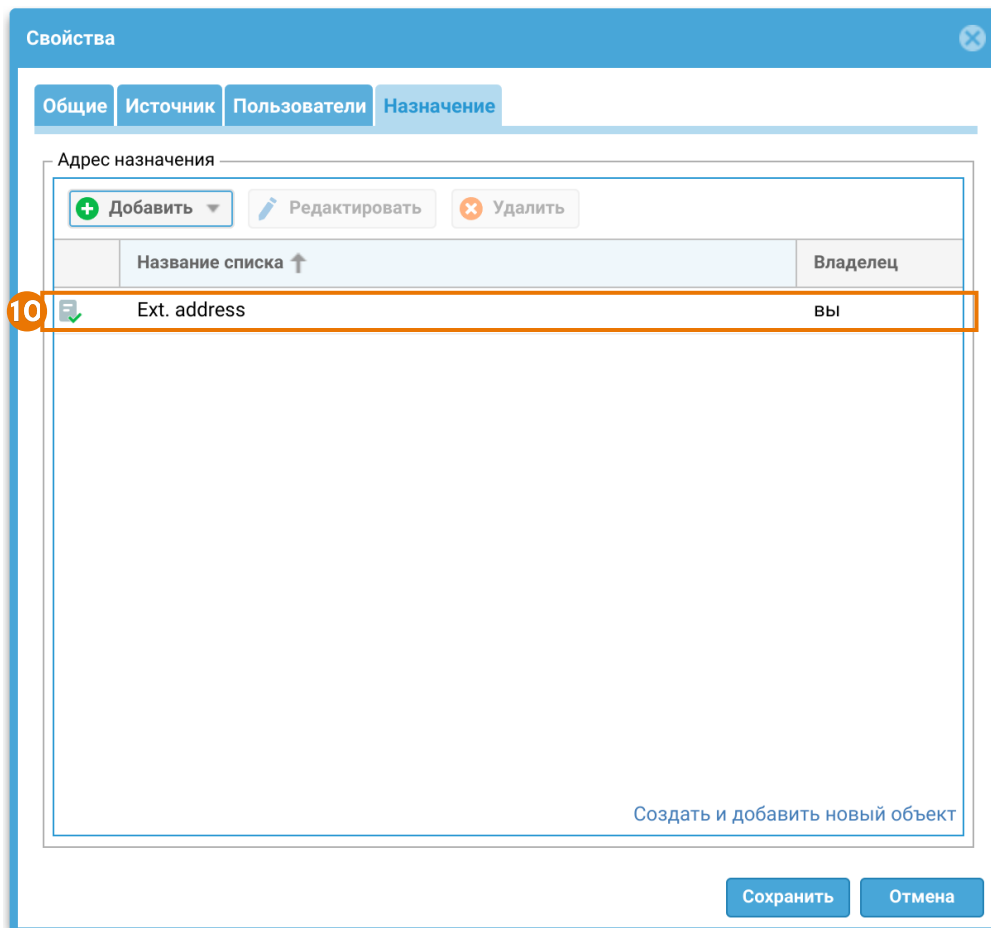 Свойства
Общие Источник Пользователи Назначение
Адрес назначения
Добавить Редактировать Удалить
Название списка Владелец
10 Ext. address вы
Создать и добавить новый объект
Сохранить Отмена